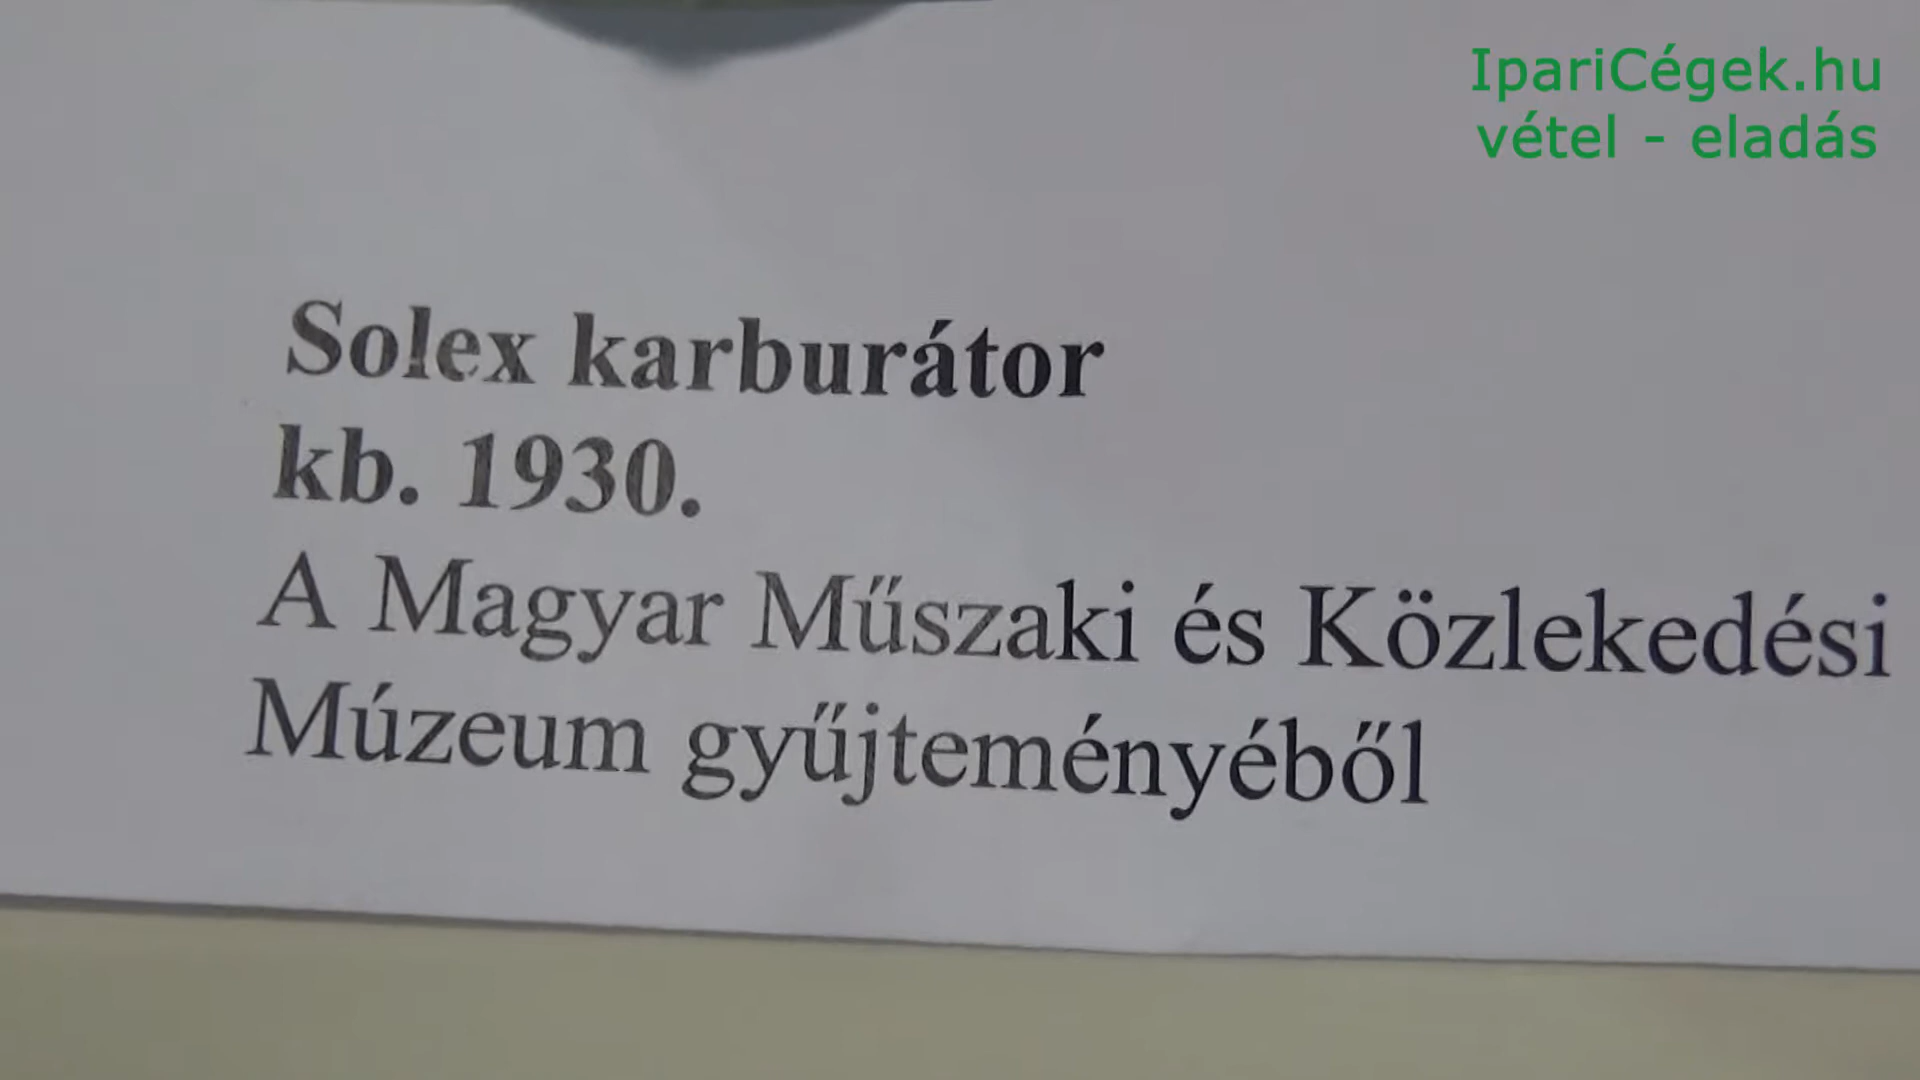 IpariCégek.hu
vétel - eladás
Solex karburátor
kb. 1930.
A Magyar Műszaki és Közlekedési
Múzeum gyűjteményéből